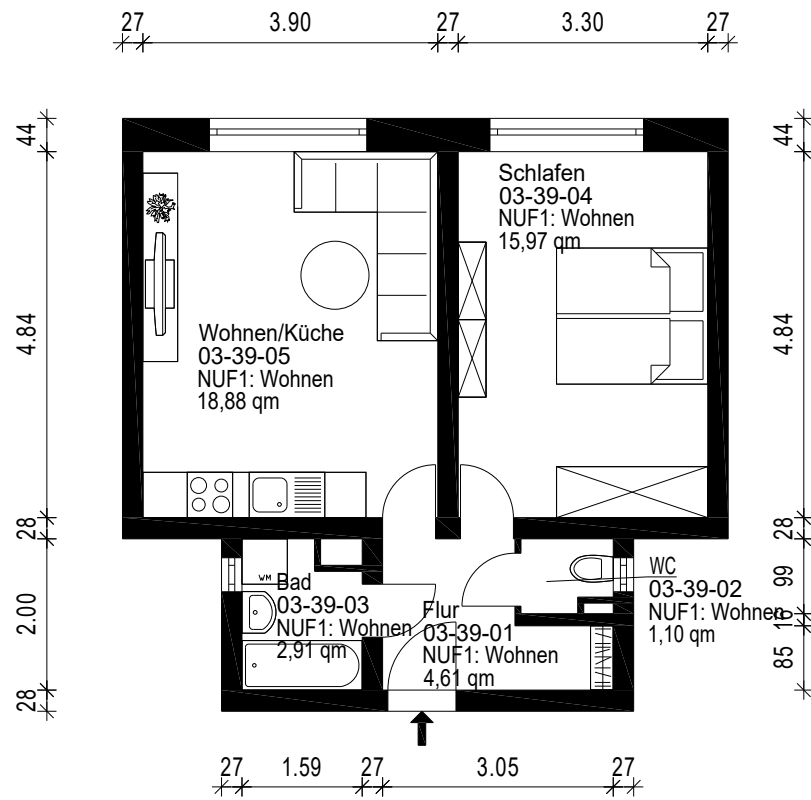 27 3.90 27 3.30 27
44
44
Schlafen
03-39-04
NUF1: Wohnen
15,97 qm
4.84
4.84
Wohnen/Küche
03-39-05
NUF1: Wohnen
18,88 qm
28
28
WM
Bad
03-39-03
NUF1: Wohnen
2,91 qm
Flur
03-39-01
NUF1: Wohnen
4,61 qm
WC
03-39-02
NUF1: Wohnen
1,10 qm
2.00
99
16
85
28
27 1.59 27 3.05 27